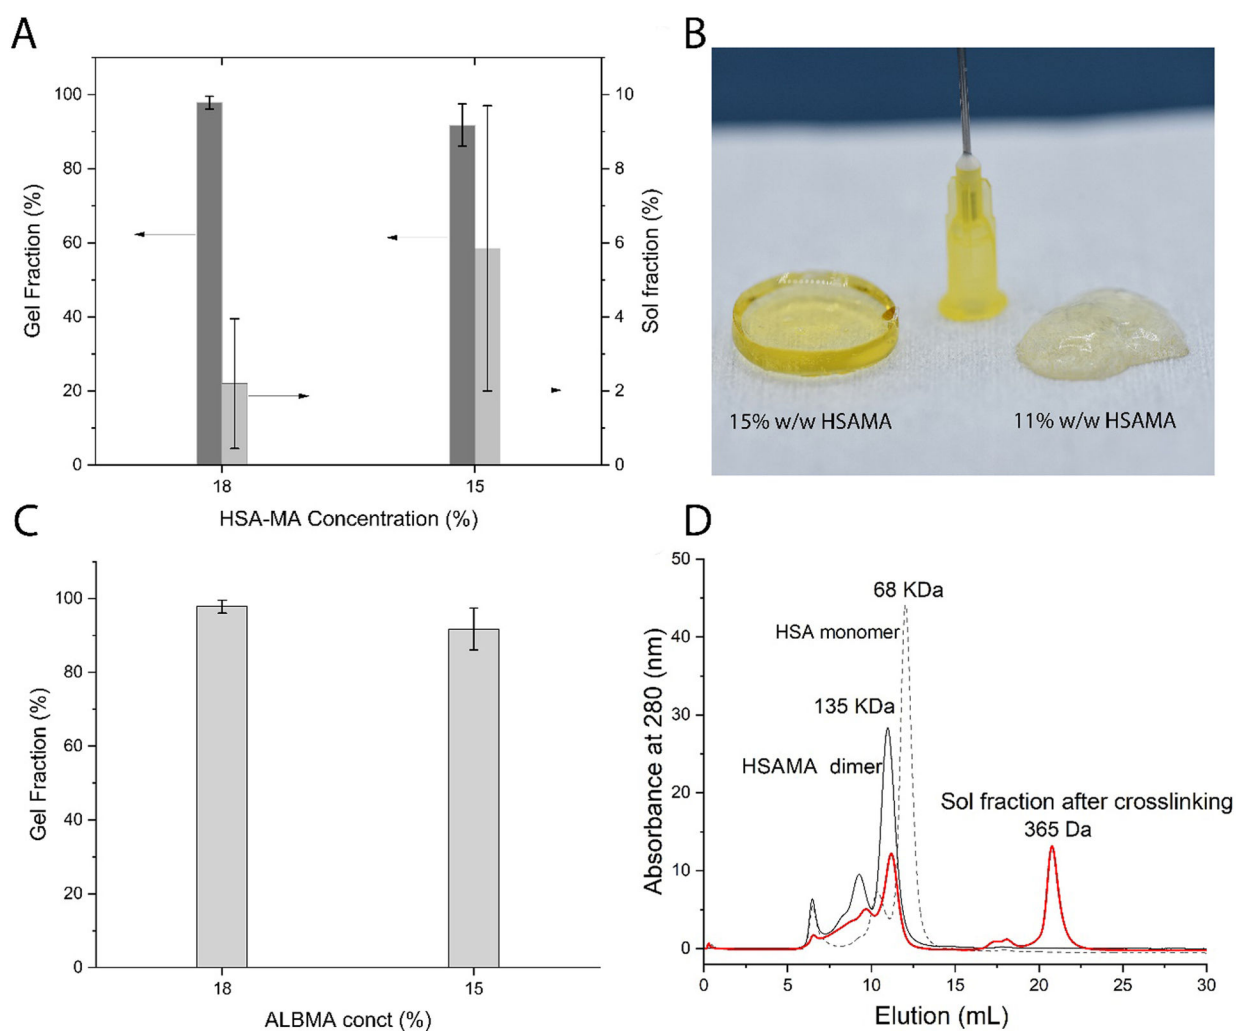 A
100
80
60
40
20
0
Gel Fraction (%)
10
8
6
4
2
0
Sol fraction (%)
18
15
HSA-MA Concentration (%)
B
15% w/w HSAMA
11% w/w HSAMA
C
100
80
60
40
20
0
Gel Fraction (%)
18
15
ALBMA conct (%)
D
50
40
30
20
10
0
Absorbance at 280 (nm)
68 KDa
HSA monomer
135 KDa
HSAMA dimer
Sol fraction after crosslinking
365 Da
0
5
10
15
20
25
30
Elution (mL)